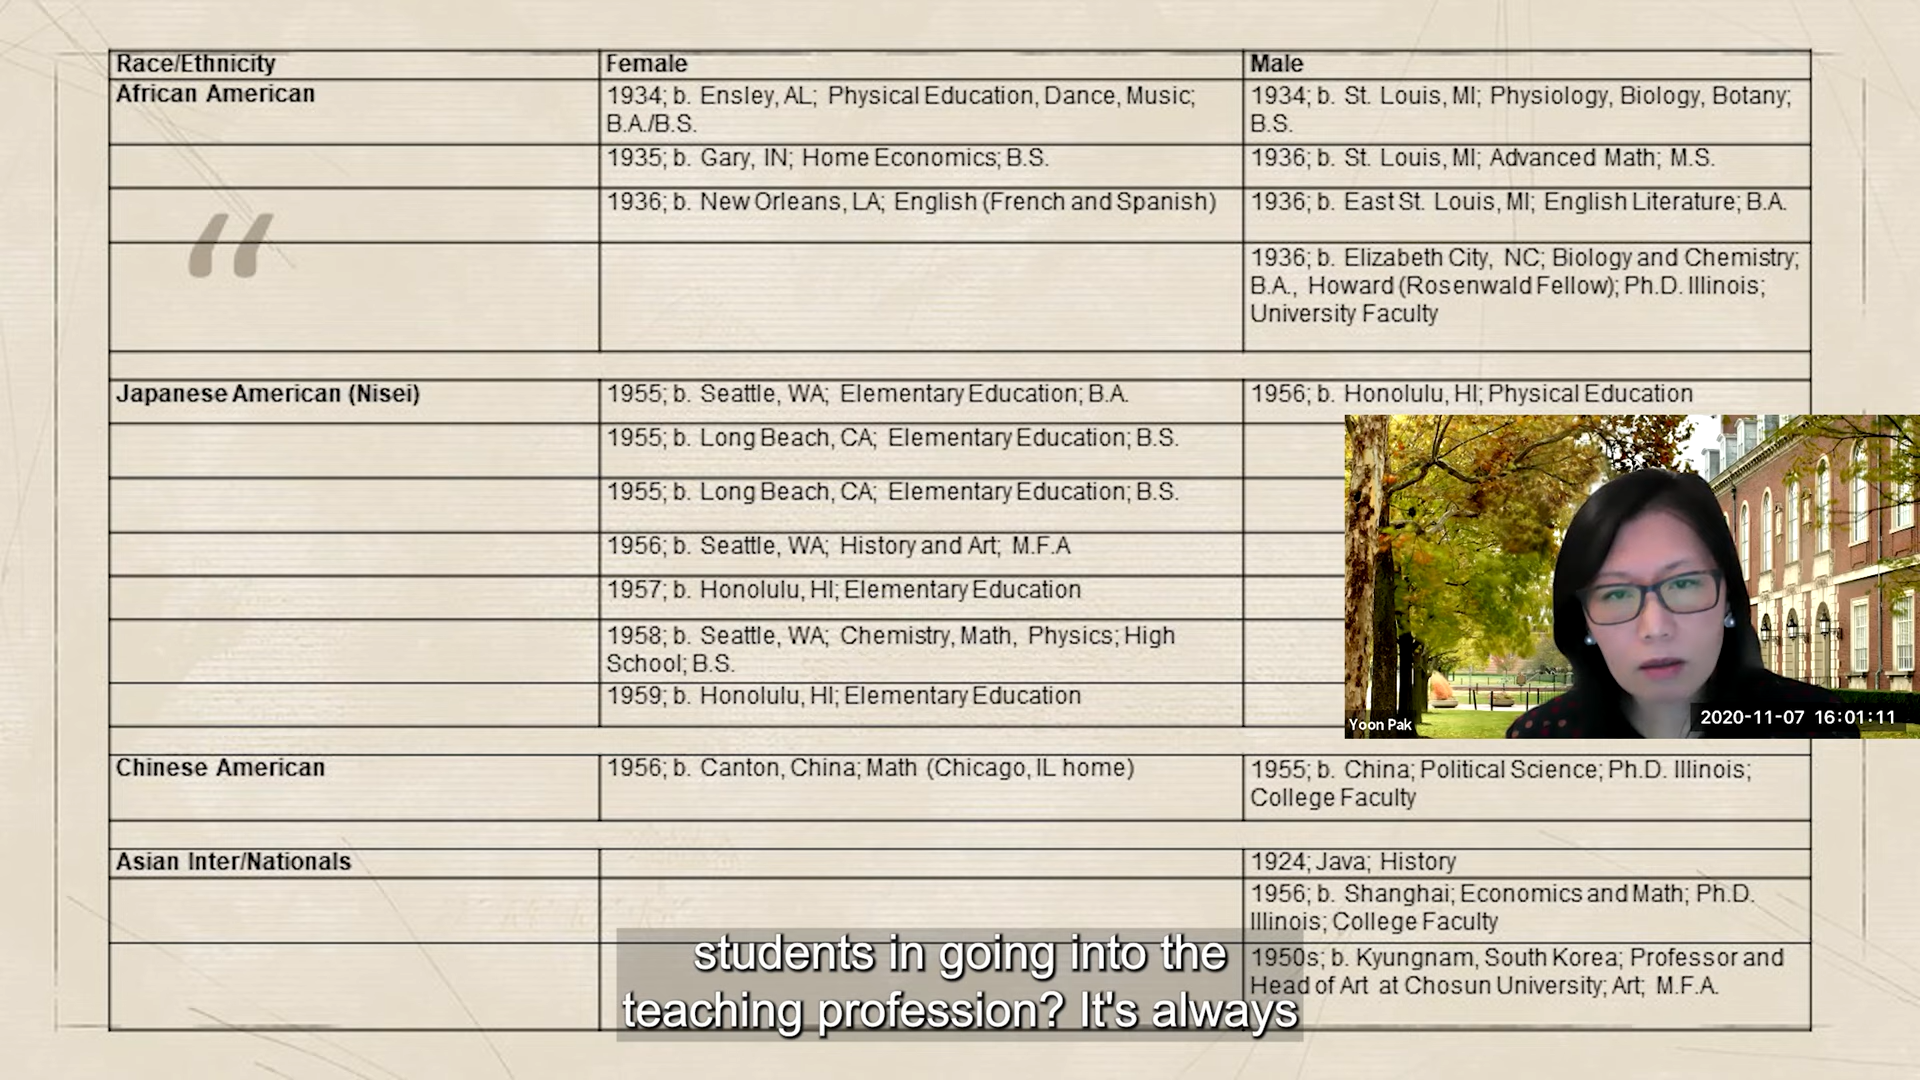 Race/Ethnicity
Female
Male
African American
1934; b. Ensley, AL; Physical Education, Dance, Music;
B.A./B.S.
1934; b. St. Louis, MI; Physiology, Biology, Botany;
B.S.
1935; b. Gary, IN; Home Economics; B.S.
1936; b. St. Louis, MI; Advanced Math; M.S.
“
1936; b. New Orleans, LA; English (French and Spanish)
1936; b. East St. Louis, MI; English Literature; B.A.
1936; b. Elizabeth City, NC; Biology and Chemistry;
B.A., Howard (Rosenwald Fellow); Ph.D. Illinois;
University Faculty
Japanese American (Nisei)
1955; b. Seattle, WA; Elementary Education; B.A.
1956; b. Honolulu, HI; Physical Education
1955; b. Long Beach, CA; Elementary Education; B.S.
1955; b. Long Beach, CA; Elementary Education; B.S.
1956; b. Seattle, WA; History and Art; M.F.A
1957; b. Honolulu, HI; Elementary Education
1958; b. Seattle, WA; Chemistry, Math, Physics; High
School; B.S.
1959; b. Honolulu, HI; Elementary Education
Yoon Pak
2020-11-07 16:01:11
Chinese American
1956; b. Canton, China; Math (Chicago, IL home)
1955; b. China; Political Science; Ph.D. Illinois;
College Faculty
Asian Inter/Nationals
1924; Java; History
1956; b. Shanghai; Economics and Math; Ph.D.
Illinois; College Faculty
1950s; b. Kyungnam, South Korea; Professor and
Head of Art at Chosun University; Art; M.F.A.
students in going into the
teaching profession? It's always